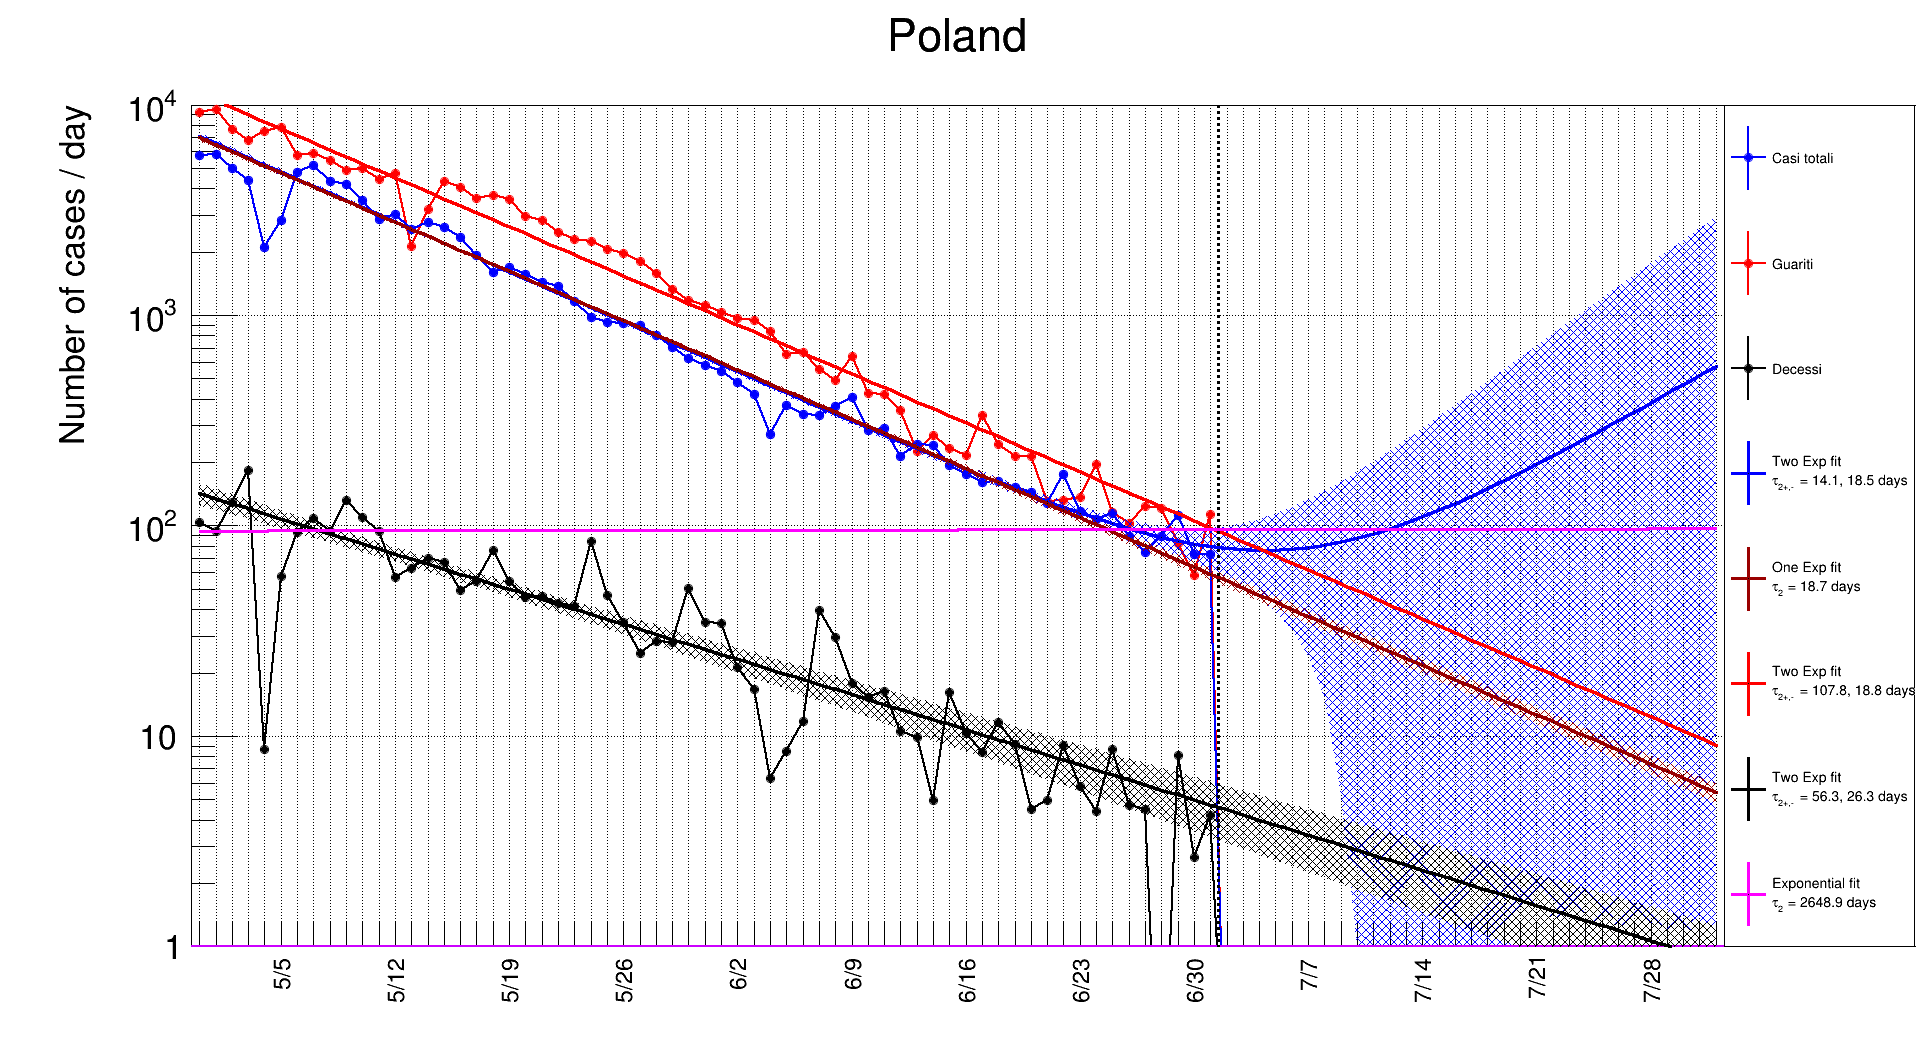 Poland
Number of cases / day
10^4
10^3
10^2
10
1
5/5
5/12
5/19
5/26
6/2
6/9
6/16
6/23
6/30
7/7
7/14
7/21
7/28
Casi totali
Guariti
Decessi
Two Exp fit
τ2+,- = 14.1, 18.5 days
One Exp fit
τ2 = 18.7 days
Two Exp fit
τ2+,- = 107.8, 18.8 days
Two Exp fit
τ2+,- = 56.3, 26.3 days
Exponential fit
τ2 = 2648.9 days